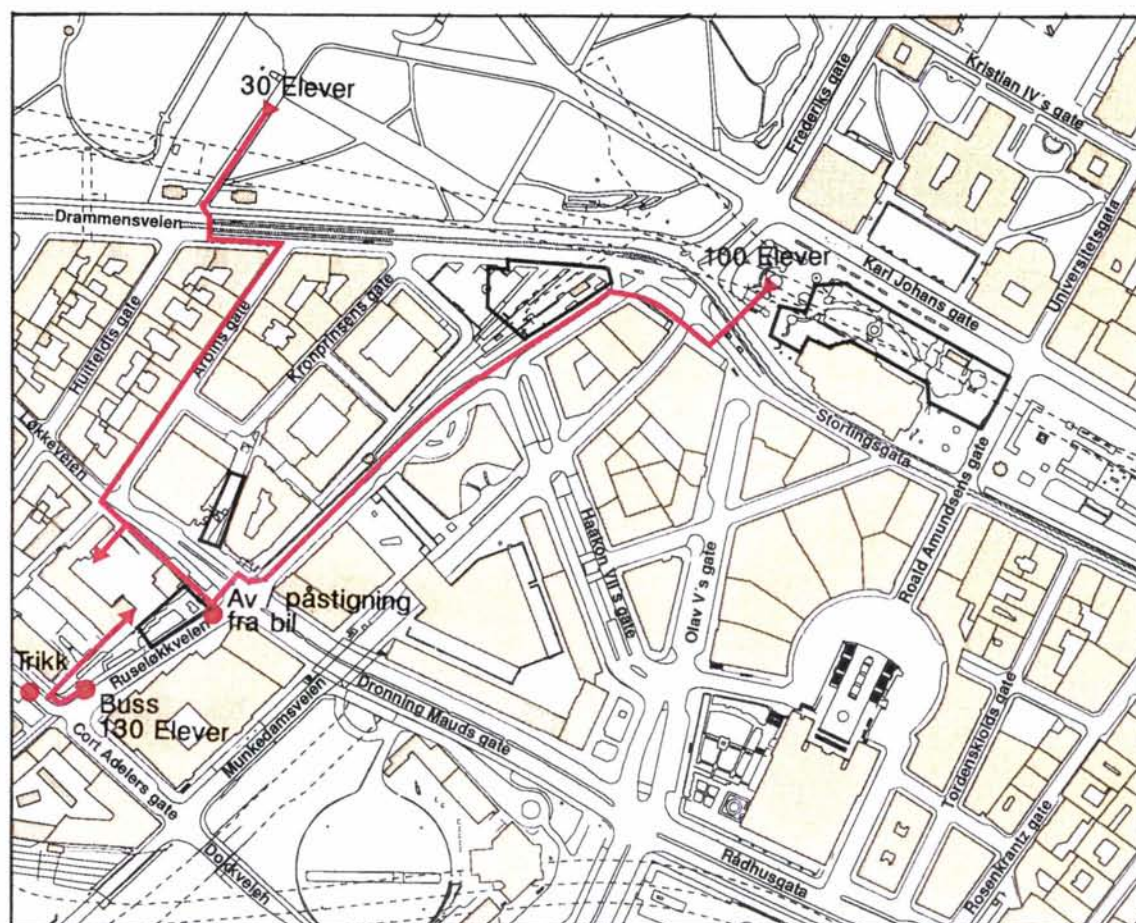 30 Elever
Kristian IV's gate
Frederiks gate
Universitetsgata
Drammensveien
100 Elever
Karl Johans gate
Huitfeldts gate
Arbins gate
Kronprinsens gate
Løkkeveien
Stortingsgata
Roald Amundsens gate
Haakon VII's gate
Olav V's gate
Av påstigning
fra bil
Trikk
Ruseløkkveien
Buss
130 Elever
Munkedamsveien
Dronning Mauds gate
Cort Adelers gate
Tordenskiolds gate
Dokkveien
Rådhusgata
Rosenkrantz gate